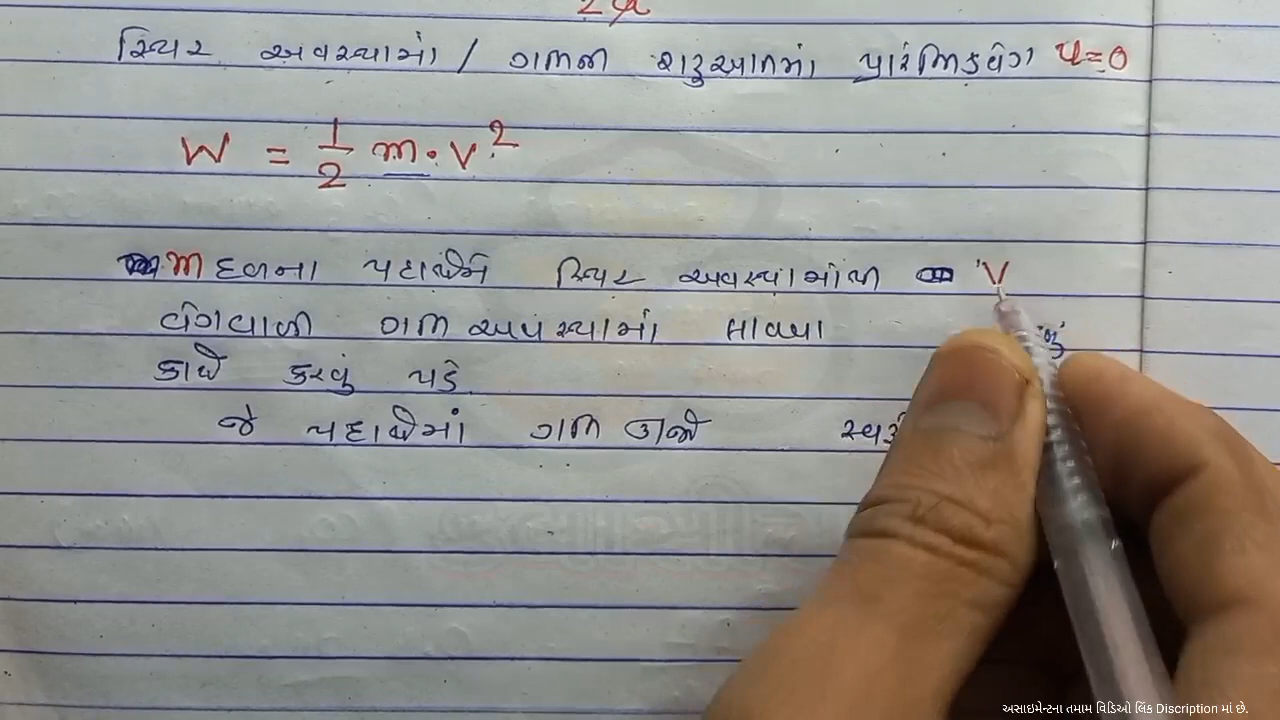 સ્થિર અવસ્થામાં / ગતિની શરૂઆતમાં પ્રારંભિકવેગ u=0
W = 1/2 m·v²
m દળના પદાર્થને સ્થિર અવસ્થામાંથી 'v
વેગવાળી ગતિ અવસ્થામાં લાવવા
કાર્ય કરવું પડે
જે પદાર્થમાં ગતિ ઊર્જા
અસાઇમેન્ટના તમામ વિડિઓ લિંક Discription માં છે.